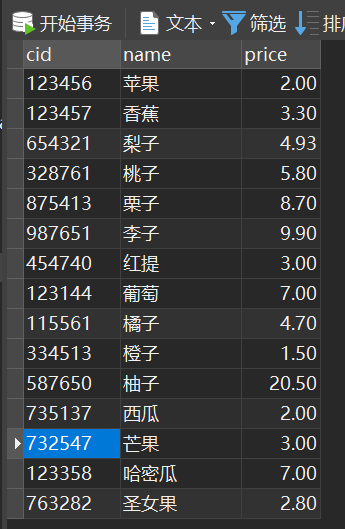 开始事务 文本 筛选 排序
cid name price
123456 苹果 2.00
123457 香蕉 3.30
654321 梨子 4.93
328761 桃子 5.80
875413 栗子 8.70
987651 李子 9.90
454740 红提 3.00
123144 葡萄 7.00
115561 橘子 4.70
334513 橙子 1.50
587650 柚子 20.50
735137 西瓜 2.00
732547 芒果 3.00
123358 哈密瓜 7.00
763282 圣女果 2.80